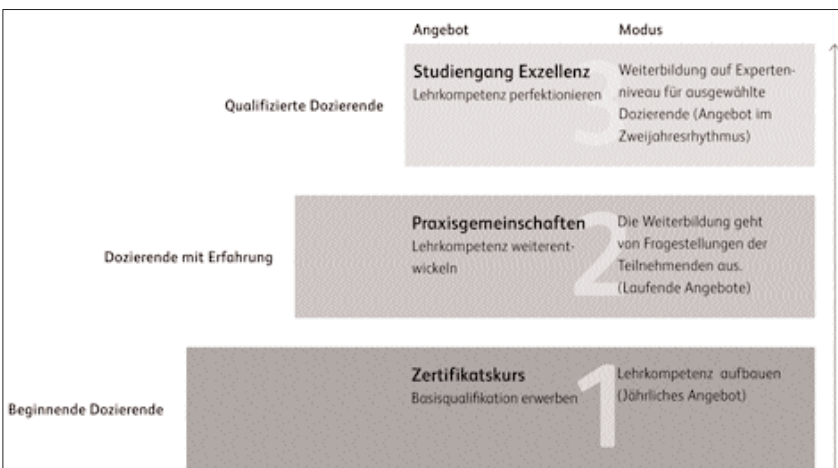 Angebot Modus
Studiengang Exzellenz
Lehrkompetenz perfektionieren
Weiterbildung auf Experten-
niveau für ausgewählte
Dozierende (Angebot im
Zweijahresrhythmus)
3
Qualifizierte Dozierende
Praxisgemeinschaften
Lehrkompetenz weiterent-
wickeln
Die Weiterbildung geht
von Fragestellungen der
Teilnehmenden aus.
(Laufende Angebote)
2
Dozierende mit Erfahrung
Zertifikatskurs
Basisqualifikation erwerben
Lehrkompetenz aufbauen
(Jährliches Angebot)
1
Beginnende Dozierende